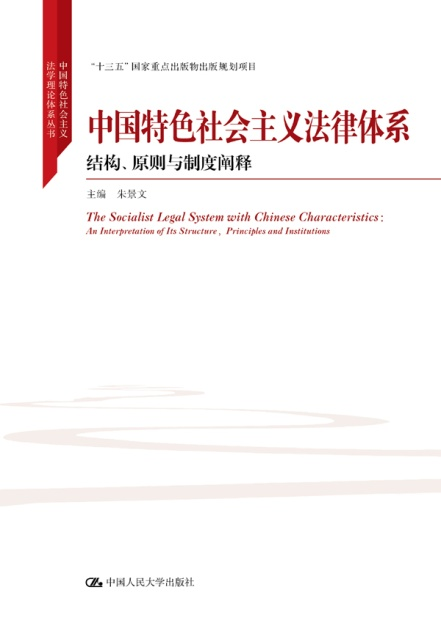 中国特色社会主义
法学理论体系丛书
“十三五”国家重点出版物出版规划项目
中国特色社会主义法律体系
结构、原则与制度阐释
主编 朱景文
The Socialist Legal System with Chinese Characteristics:
An Interpretation of Its Structure, Principles and Institutions
中国人民大学出版社